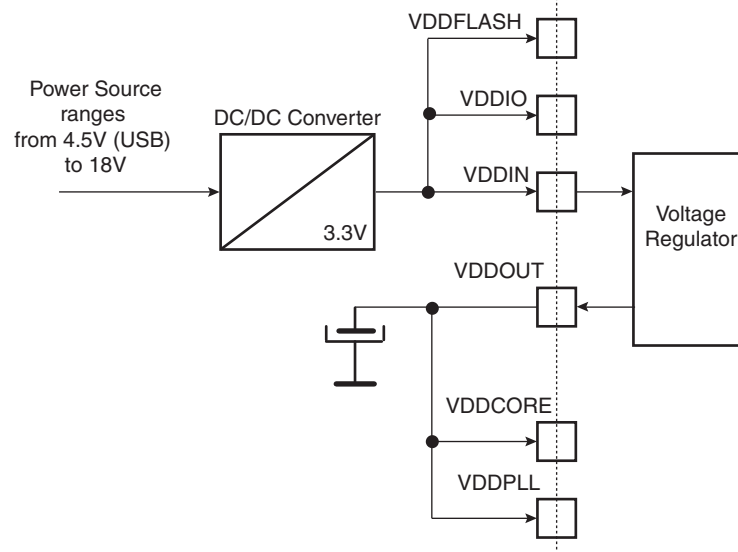 VDDFLASH
Power Source
ranges
from 4.5V (USB)
to 18V
DC/DC Converter
VDDIO
VDDIN
3.3V
Voltage
Regulator
VDDOUT
VDDCORE
VDDPLL